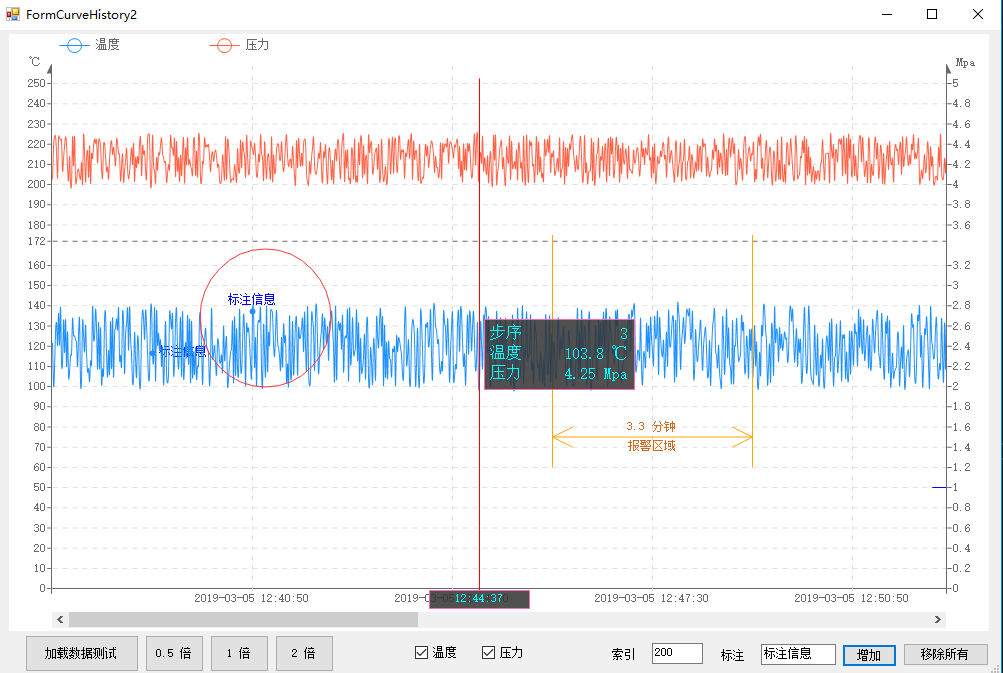 FormCurveHistory2
温度 压力
℃ Mpa
250 5
240 4.8
230 4.6
220 4.4
210 4.2
200 4
190 3.8
180 3.6
172
160 3.2
150 3
标注信息
140 2.8
130 2.6
步序 3
120 2.4
标注信息
温度 103.8 ℃
110 2.2
压力 4.25 Mpa
100 2
90 1.8
80 1.6
3.3 分钟
70 1.4
报警区域
60 1.2
50 1
40 0.8
30 0.6
20 0.4
10 0.2
0 0
2019-03-05 12:40:50 2019-03-0 12:44:37 2019-03-05 12:47:30 2019-03-05 12:50:50
加载数据测试 0.5 倍 1 倍 2 倍 温度 压力 索引 200 标注 标注信息 增加 移除所有